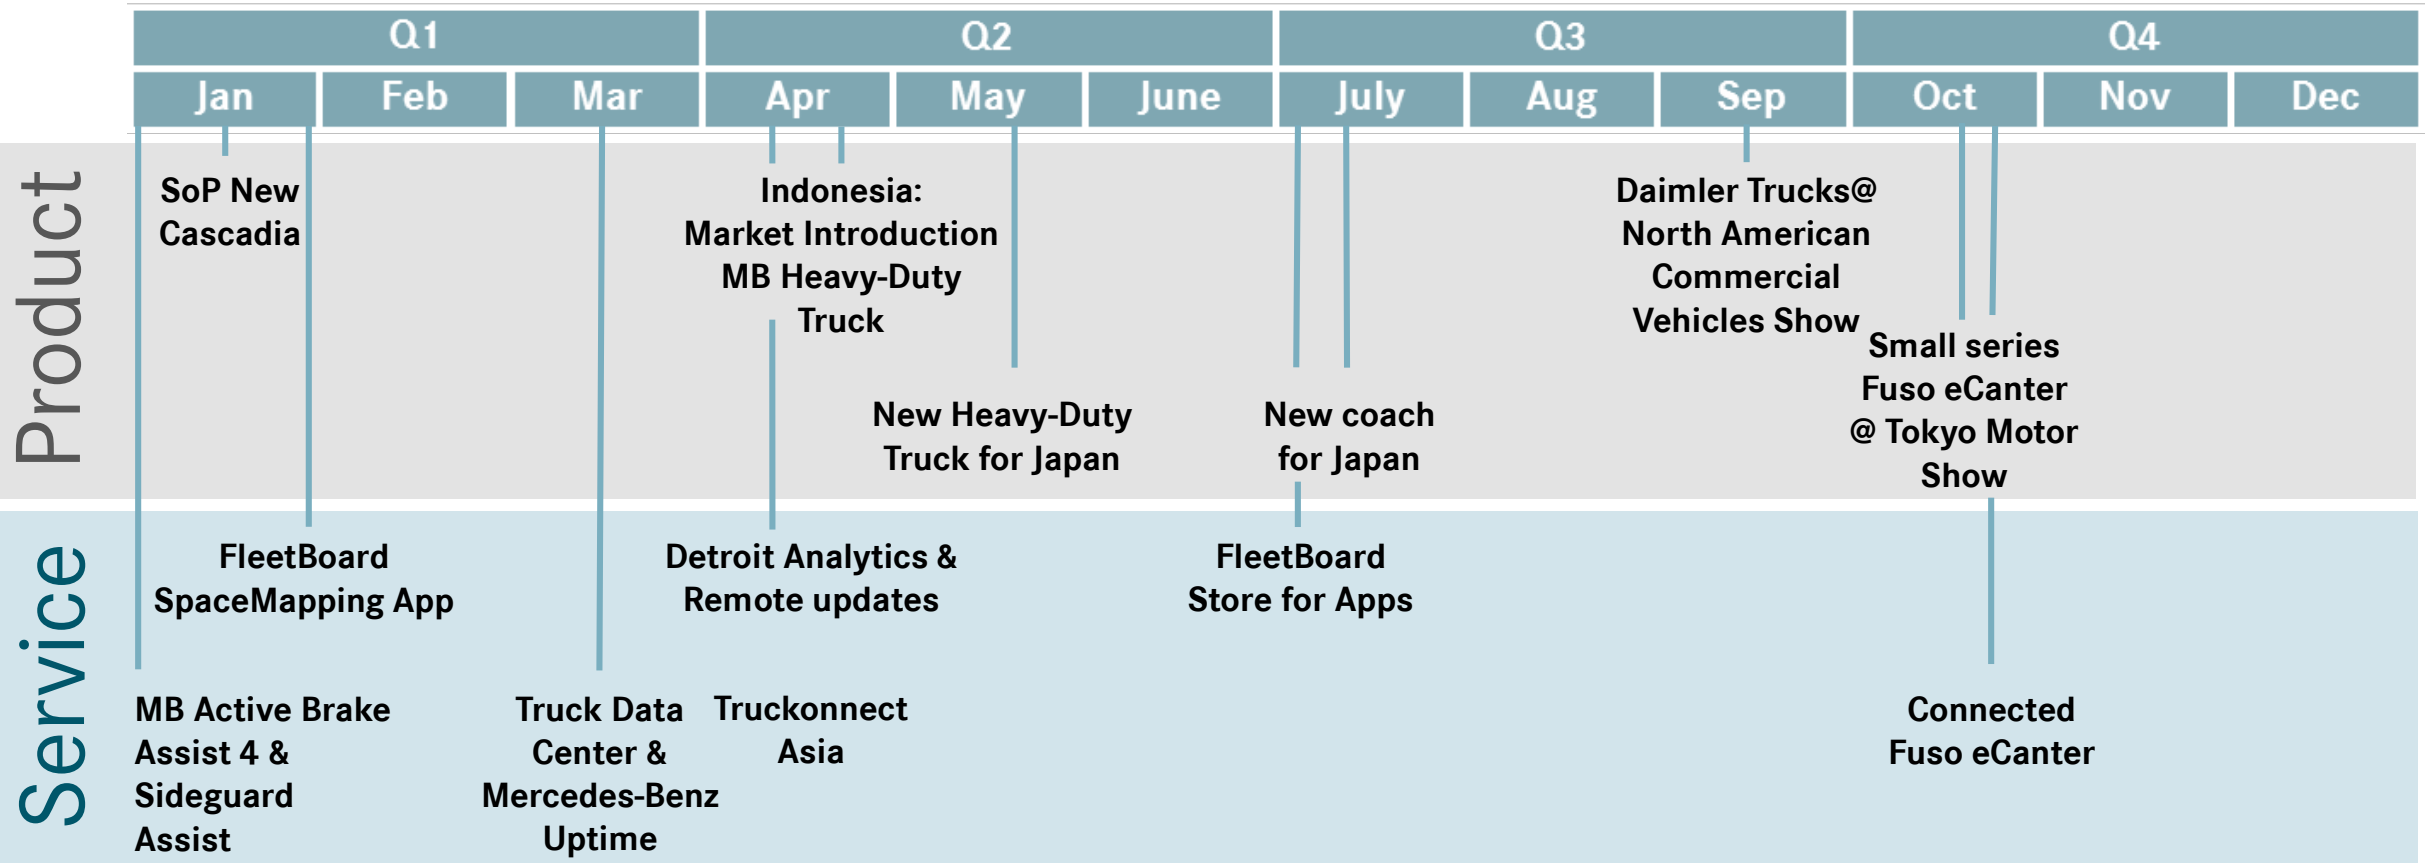 Q1 Q2 Q3 Q4
Jan Feb Mar Apr May June July Aug Sep Oct Nov Dec
Product
SoP New
Cascadia
Indonesia:
Market Introduction
MB Heavy-Duty
Truck
New Heavy-Duty
Truck for Japan
New coach
for Japan
Daimler Trucks@
North American
Commercial
Vehicles Show
Small series
Fuso eCanter
@ Tokyo Motor
Show
Service
FleetBoard
SpaceMapping App
Detroit Analytics &
Remote updates
FleetBoard
Store for Apps
MB Active Brake
Assist 4 &
Sideguard
Assist
Truck Data
Center &
Mercedes-Benz
Uptime
Truckonnect
Asia
Connected
Fuso eCanter